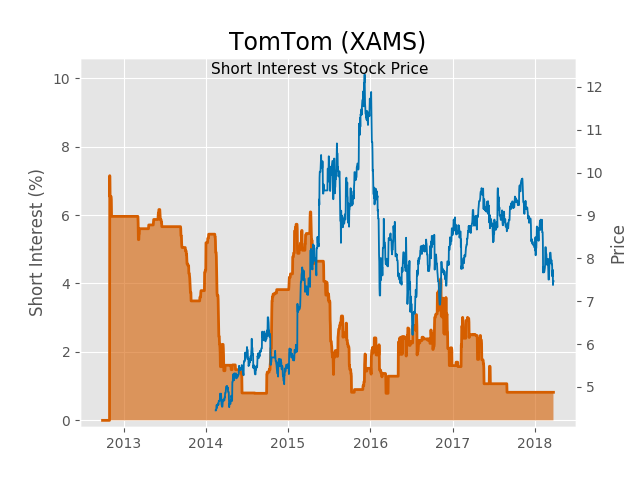 TomTom (XAMS)
Short Interest vs Stock Price
Short Interest (%)
10
8
6
4
2
0
12
11
10
9
8
7
6
5
Price
2013 2014 2015 2016 2017 2018